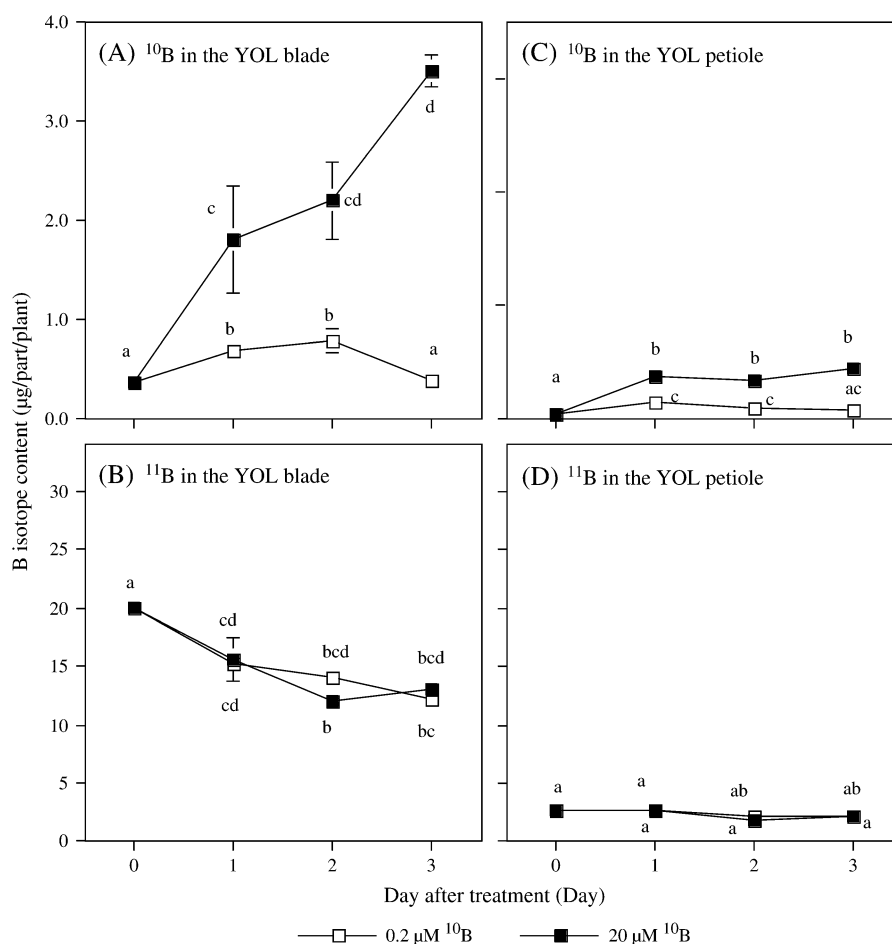 (A) ¹⁰B in the YOL blade
4.0
3.0
2.0
1.0
0.0
a
c
b
cd
b
d
a
(C) ¹⁰B in the YOL petiole
a
b
c
b
c
b
ac
B isotope content (µg/part/plant)
(B) ¹¹B in the YOL blade
30
25
20
15
10
5
0
a
cd
cd
bcd
b
bcd
bc
0 1 2 3
(D) ¹¹B in the YOL petiole
a
a
a
ab
a
ab
a
0 1 2 3
Day after treatment (Day)
0.2 µM ¹⁰B 20 µM ¹⁰B